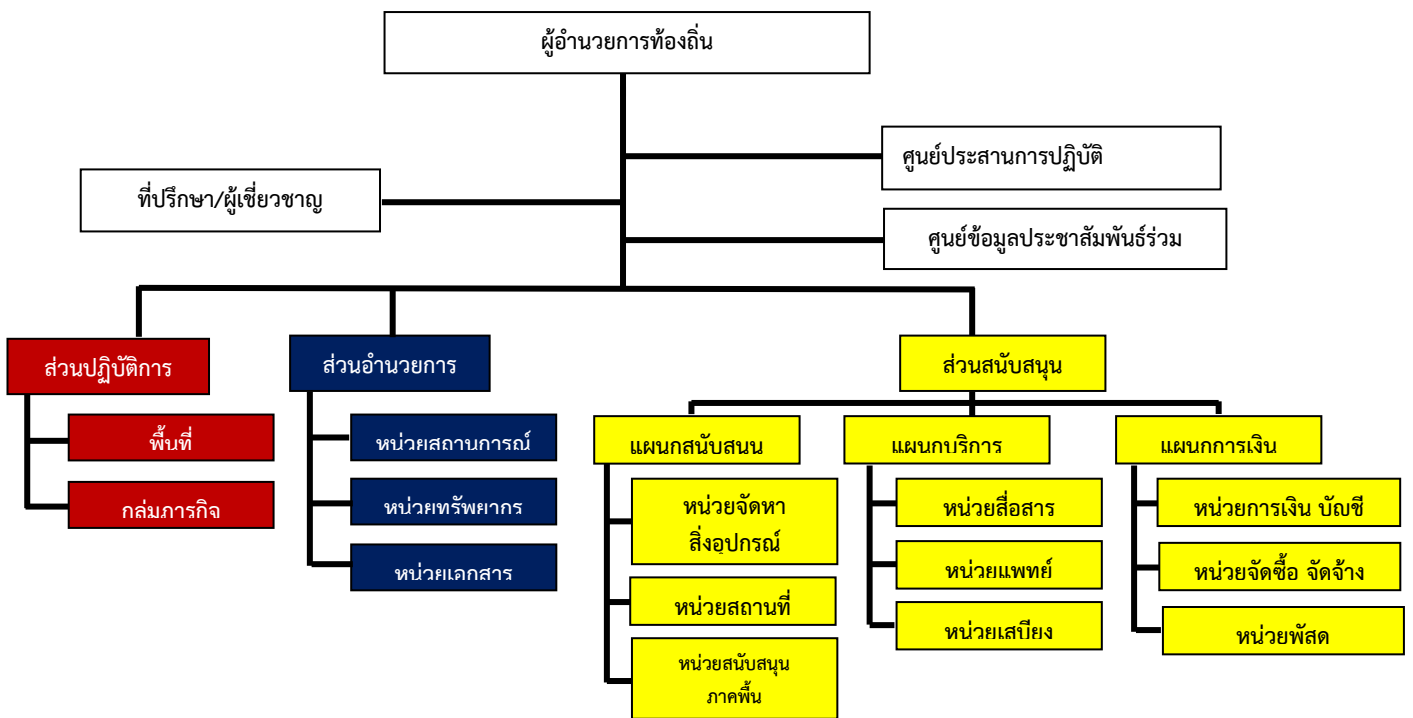 ผู้อำนวยการท้องถิ่น
ศูนย์ประสานการปฏิบัติ
ที่ปรึกษา/ผู้เชี่ยวชาญ
ศูนย์ข้อมูลประชาสัมพันธ์ร่วม
ส่วนปฏิบัติการ
พื้นที่
กลุ่มภารกิจ
ส่วนอำนวยการ
หน่วยสถานการณ์
หน่วยทรัพยากร
หน่วยเอกสาร
ส่วนสนับสนุน
แผนกสนับสนุน
หน่วยจัดหา
สิ่งอุปกรณ์
หน่วยสถานที่
หน่วยสนับสนุน
ภาคพื้น
แผนกบริการ
หน่วยสื่อสาร
หน่วยแพทย์
หน่วยเสบียง
แผนกการเงิน
หน่วยการเงิน บัญชี
หน่วยจัดซื้อ จัดจ้าง
หน่วยพัสดุ